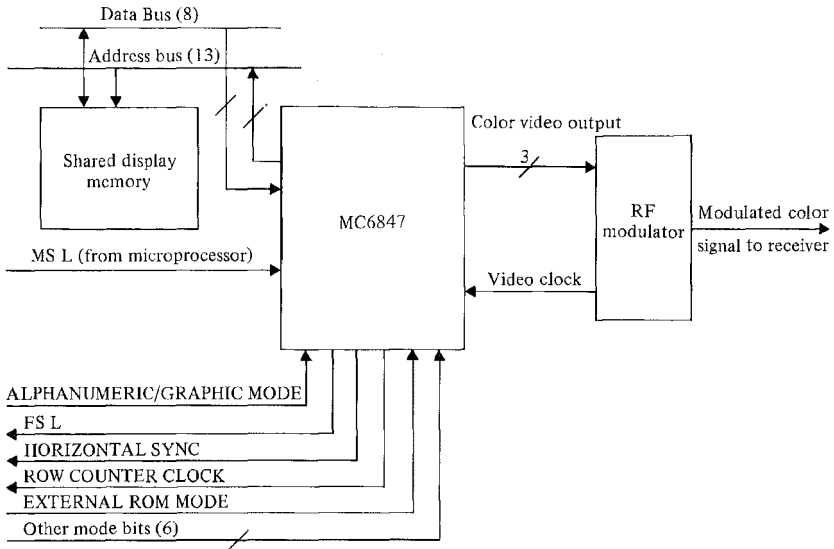 Data Bus (8)
Address bus (13)
Shared display
memory
MC6847
Color video output
3
RF
modulator
Modulated color
signal to receiver
MS L (from microprocessor)
Video clock
ALPHANUMERIC/GRAPHIC MODE
FS L
HORIZONTAL SYNC
ROW COUNTER CLOCK
EXTERNAL ROM MODE
Other mode bits (6)